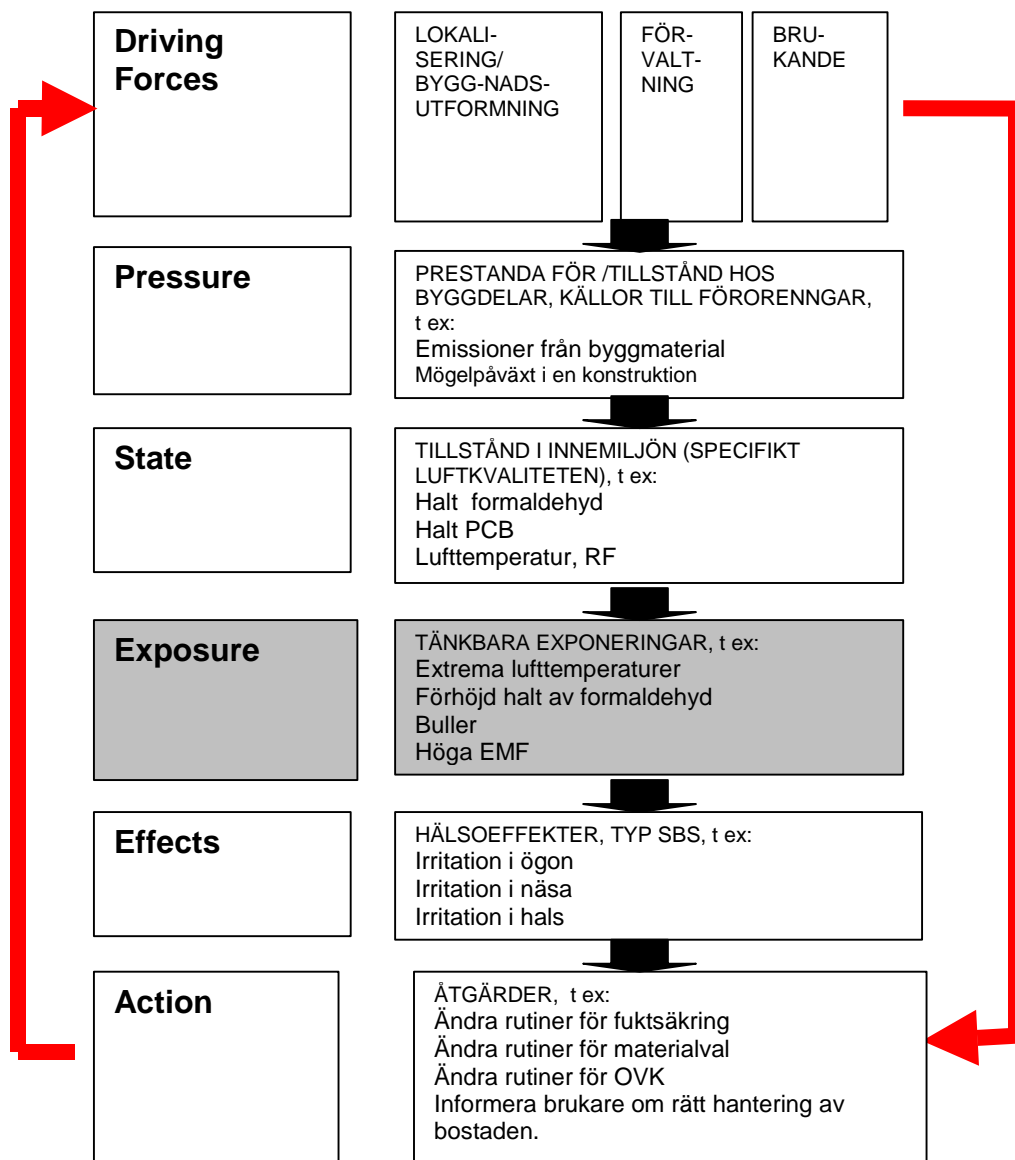 Driving
Forces
LOKALI-
SERING/
BYGG-NADS-
UTFORMNING
FÖR-
VALT-
NING
BRU-
KANDE
Pressure
PRESTANDA FÖR /TILLSTÅND HOS
BYGGDELAR, KÄLLOR TILL FÖRORENNGAR,
t ex:
Emissioner från byggmaterial
Mögelpåväxt i en konstruktion
State
TILLSTÅND I INNEMILJÖN (SPECIFIKT
LUFTKVALITETEN), t ex:
Halt formaldehyd
Halt PCB
Lufttemperatur, RF
Exposure
TÄNKBARA EXPONERINGAR, t ex:
Extrema lufttemperaturer
Förhöjd halt av formaldehyd
Buller
Höga EMF
Effects
HÄLSOEFFEKTER, TYP SBS, t ex:
Irritation i ögon
Irritation i näsa
Irritation i hals
Action
ÅTGÄRDER, t ex:
Ändra rutiner för fuktsäkring
Ändra rutiner för materialval
Ändra rutiner för OVK
Informera brukare om rätt hantering av
bostaden.